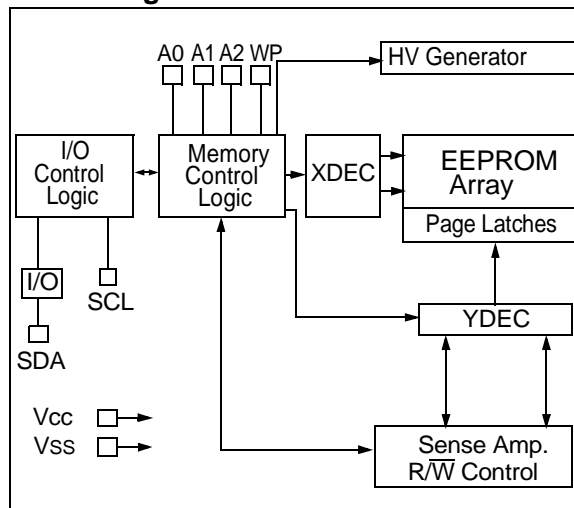 A0 A1 A2 WP
HV Generator
I/O
Control
Logic
Memory
Control
Logic
XDEC
EEPROM
Array
Page Latches
I/O
SCL
SDA
YDEC
Vcc
Vss
Sense Amp.
R/W̅ Control